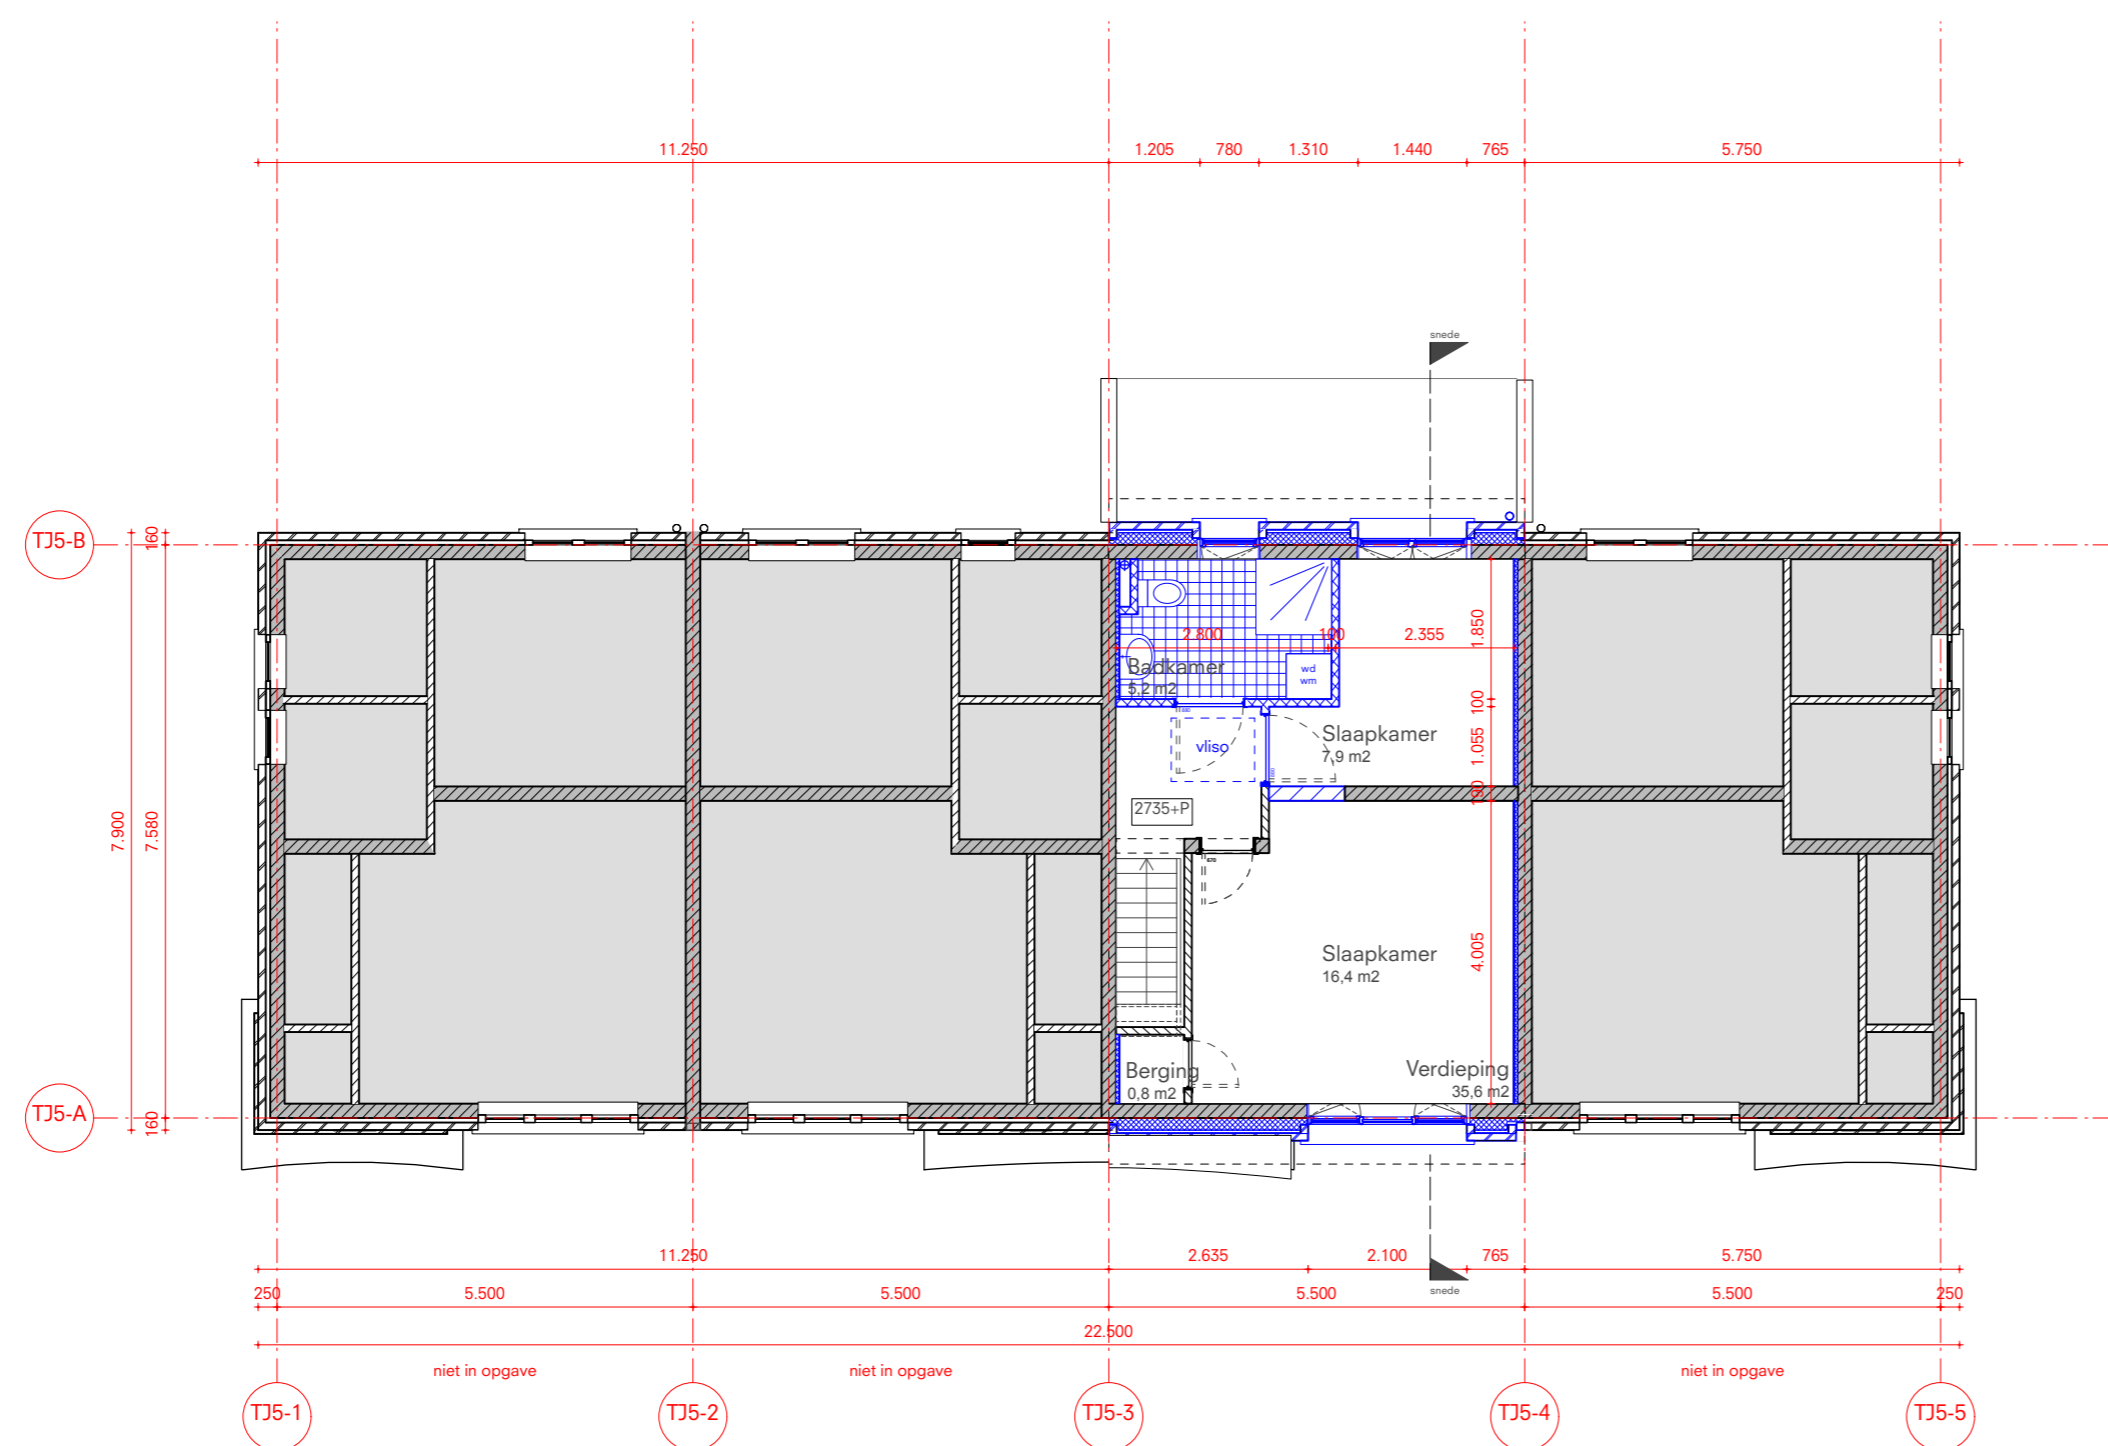 11.250
1.205
780
1.310
1.440
765
5.750
snede
TJ5-B
160
7.900
7.580
160
TJ5-A
2.800
100
2.355
1.850
Badkamer
5,2 m2
wd
wm
100
vliso
Slaapkamer
7,9 m2
1.055
190
2735+P
870
Slaapkamer
16,4 m2
4.005
Berging
0,8 m2
Verdieping
35,6 m2
11.250
2.635
2.100
765
5.750
250
5.500
5.500
5.500
snede
5.500
250
22.500
niet in opgave
niet in opgave
niet in opgave
TJ5-1
TJ5-2
TJ5-3
TJ5-4
TJ5-5